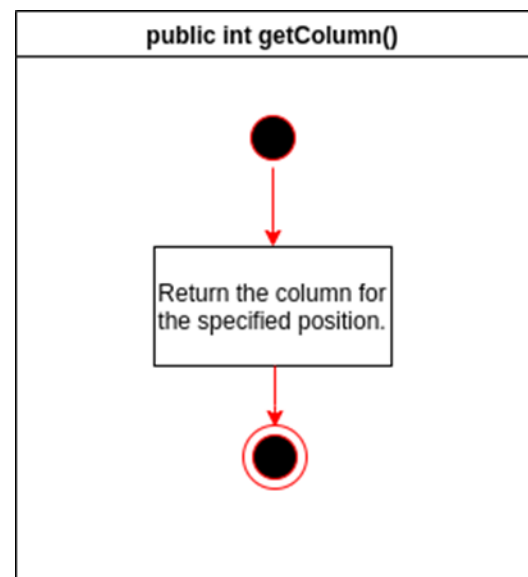 public int getColumn()
Return the column for
the specified position.